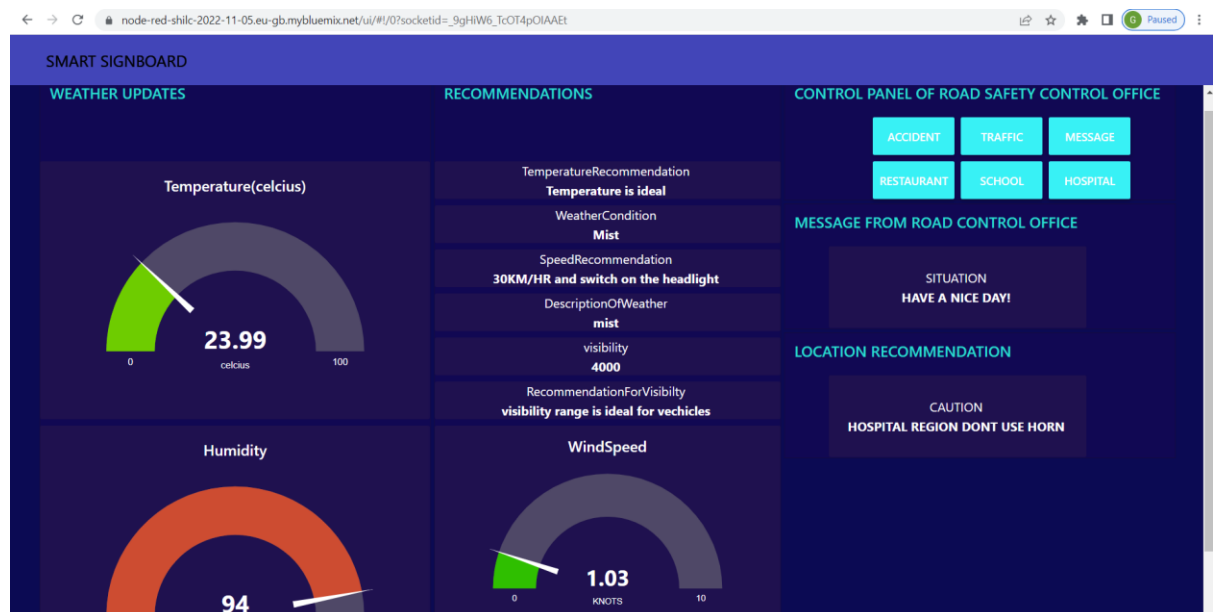 node-red-shilc-2022-11-05.eu-gb.mybluemix.net/ui/#!/0?socketid=_9gHiW6_TcOT4pOIAAEt
G Paused
SMART SIGNBOARD
WEATHER UPDATES
Temperature(celcius)
23.99
celcius
0
100
Humidity
94
RECOMMENDATIONS
TemperatureRecommendation
Temperature is ideal
WeatherCondition
Mist
SpeedRecommendation
30KM/HR and switch on the headlight
DescriptionOfWeather
mist
visibility
4000
RecommendationForVisibilty
visibility range is ideal for vechicles
WindSpeed
1.03
KNOTS
0
10
CONTROL PANEL OF ROAD SAFETY CONTROL OFFICE
ACCIDENT TRAFFIC MESSAGE
RESTAURANT SCHOOL HOSPITAL
MESSAGE FROM ROAD CONTROL OFFICE
SITUATION
HAVE A NICE DAY!
LOCATION RECOMMENDATION
CAUTION
HOSPITAL REGION DONT USE HORN